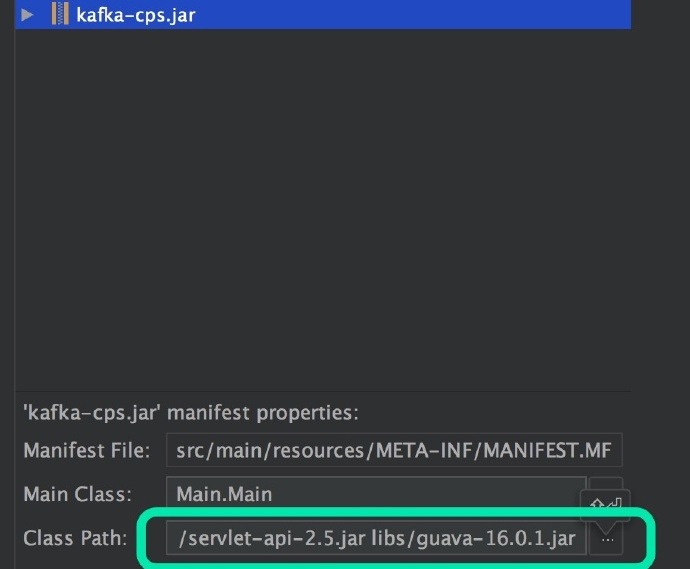 kafka-cps.jar
'kafka-cps.jar' manifest properties:
Manifest File: src/main/resources/META-INF/MANIFEST.MF
Main Class: Main.Main
Class Path: /servlet-api-2.5.jar libs/guava-16.0.1.jar ...